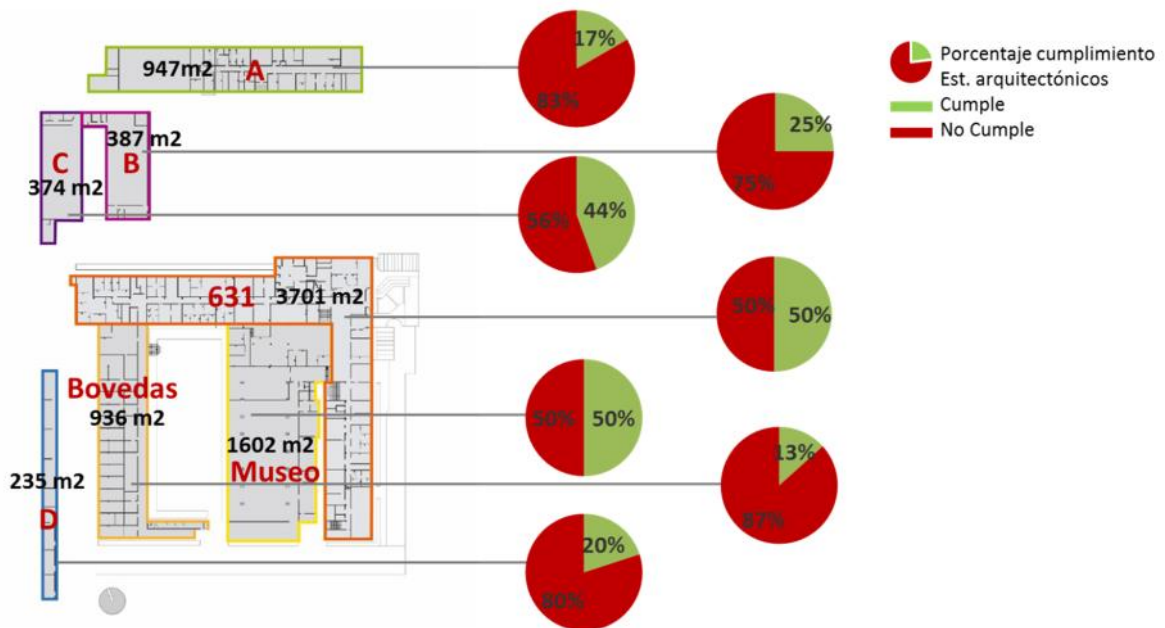 17%
947m2
A
83%
Porcentaje cumplimiento
Est. arquitectónicos
Cumple
No Cumple
387 m2
C
B
374 m2
25%
75%
56%
44%
631
3701 m2
50%
50%
Bovedas
936 m2
1602 m2
Museo
50%
50%
235 m2
D
13%
87%
20%
80%